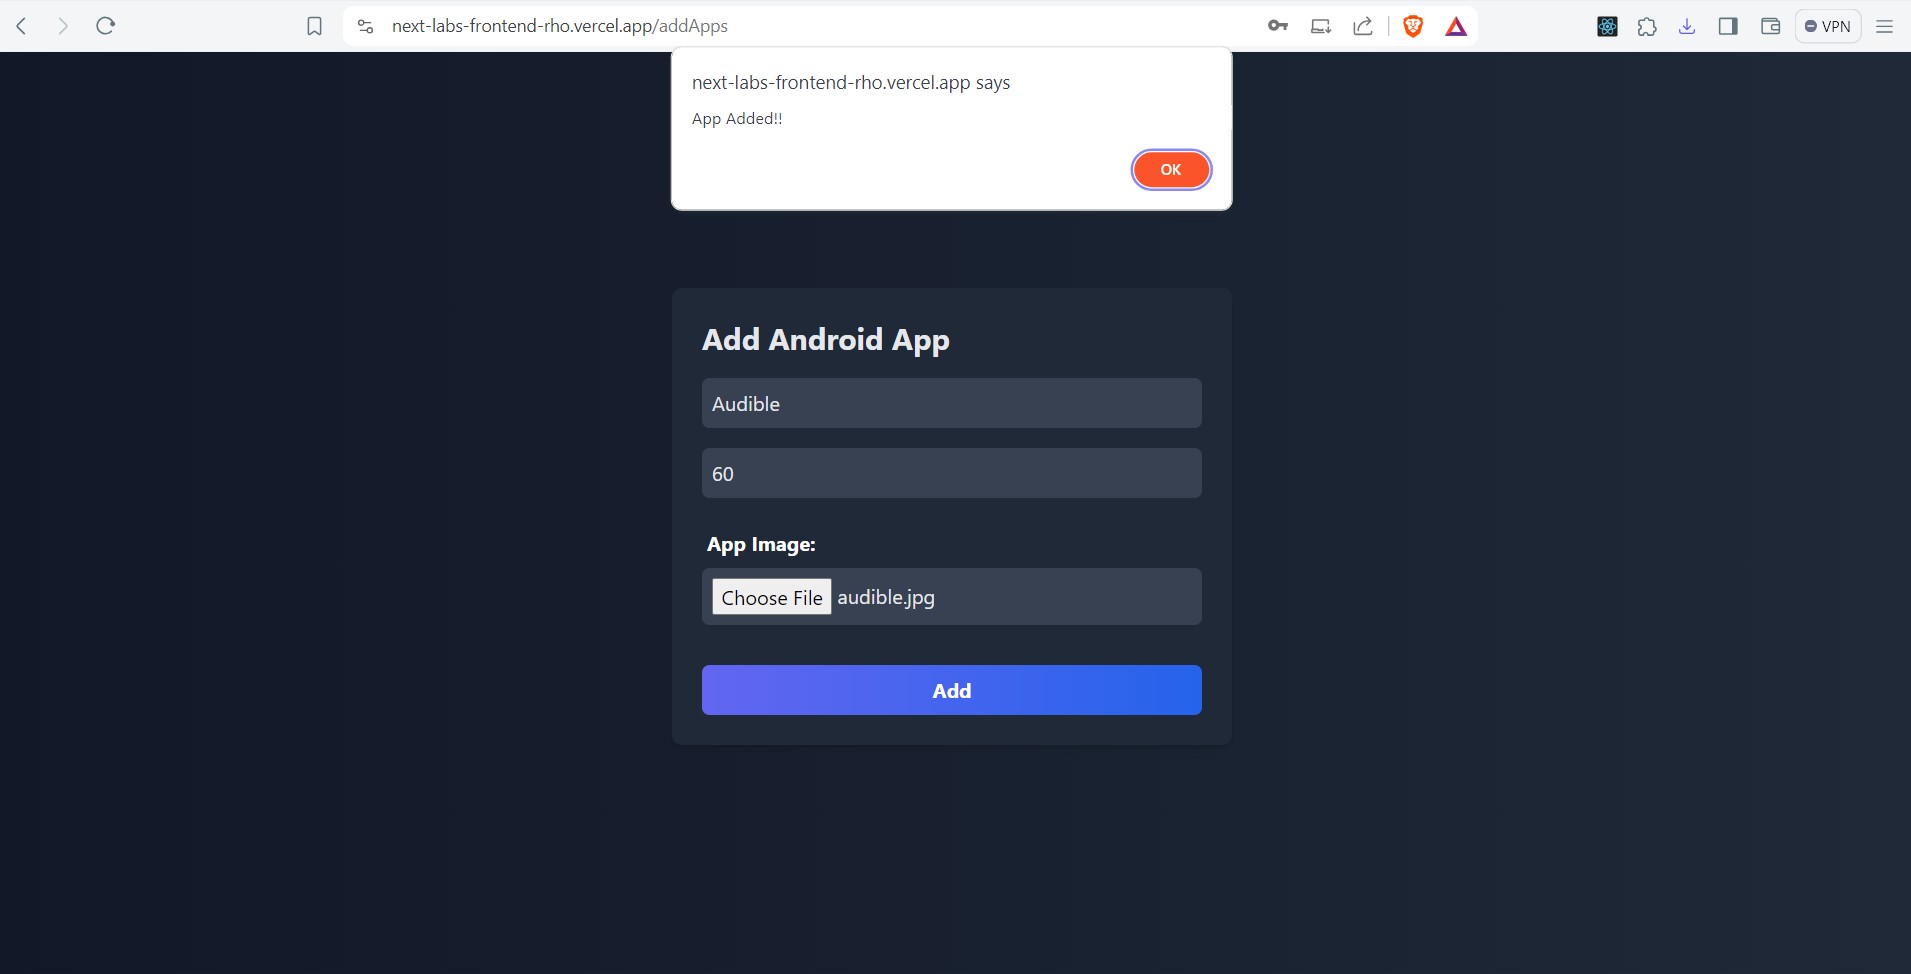 next-labs-frontend-rho.vercel.app/addApps
VPN
next-labs-frontend-rho.vercel.app says
App Added!!
OK
Add Android App
Audible
60
App Image:
Choose File audible.jpg
Add